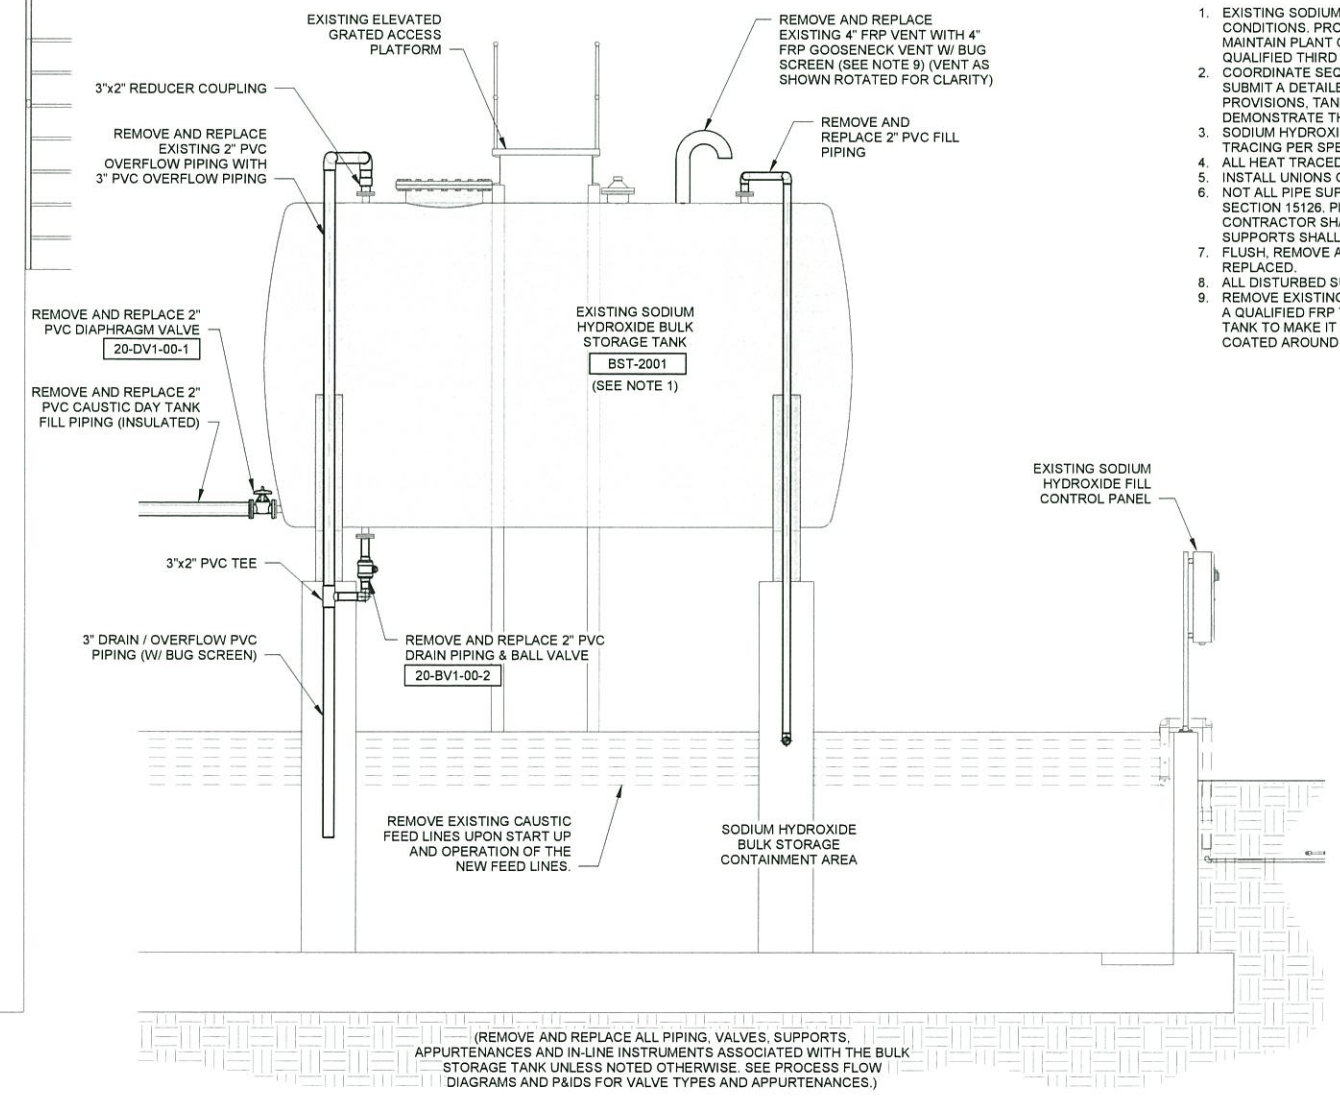 EXISTING ELEVATED
GRATED ACCESS
PLATFORM
REMOVE AND REPLACE
EXISTING 4" FRP VENT WITH 4"
FRP GOOSENECK VENT W/ BUG
SCREEN (SEE NOTE 9) (VENT AS
SHOWN ROTATED FOR CLARITY)
3"x2" REDUCER COUPLING
REMOVE AND REPLACE
EXISTING 2" PVC
OVERFLOW PIPING WITH
3" PVC OVERFLOW PIPING
REMOVE AND
REPLACE 2" PVC FILL
PIPING
1. EXISTING SODIUM
CONDITIONS. PRO
MAINTAIN PLANT
QUALIFIED THIRD
2. COORDINATE SEQ
SUBMIT A DETAILE
PROVISIONS, TAN
DEMONSTRATE TH
3. SODIUM HYDROXI
TRACING PER SPE
4. ALL HEAT TRACED
5. INSTALL UNIONS
6. NOT ALL PIPE SUP
SECTION 15126. P
CONTRACTOR SHA
SUPPORTS SHALL
7. FLUSH, REMOVE A
REPLACED.
8. ALL DISTURBED S
9. REMOVE EXISTING
A QUALIFIED FRP
TANK TO MAKE IT
COATED AROUND
REMOVE AND REPLACE 2"
PVC DIAPHRAGM VALVE
20-DV1-00-1
EXISTING SODIUM
HYDROXIDE BULK
STORAGE TANK
BST-2001
(SEE NOTE 1)
REMOVE AND REPLACE 2"
PVC CAUSTIC DAY TANK
FILL PIPING (INSULATED)
EXISTING SODIUM
HYDROXIDE FILL
CONTROL PANEL
3"x2" PVC TEE
3" DRAIN / OVERFLOW PVC
PIPING (W/ BUG SCREEN)
REMOVE AND REPLACE 2" PVC
DRAIN PIPING & BALL VALVE
20-BV1-00-2
REMOVE EXISTING CAUSTIC
FEED LINES UPON START UP
AND OPERATION OF THE
NEW FEED LINES.
SODIUM HYDROXIDE
BULK STORAGE
CONTAINMENT AREA
(REMOVE AND REPLACE ALL PIPING, VALVES, SUPPORTS,
APPURTENANCES AND IN-LINE INSTRUMENTS ASSOCIATED WITH THE BULK
STORAGE TANK UNLESS NOTED OTHERWISE. SEE PROCESS FLOW
DIAGRAMS AND P&IDS FOR VALVE TYPES AND APPURTENANCES.)